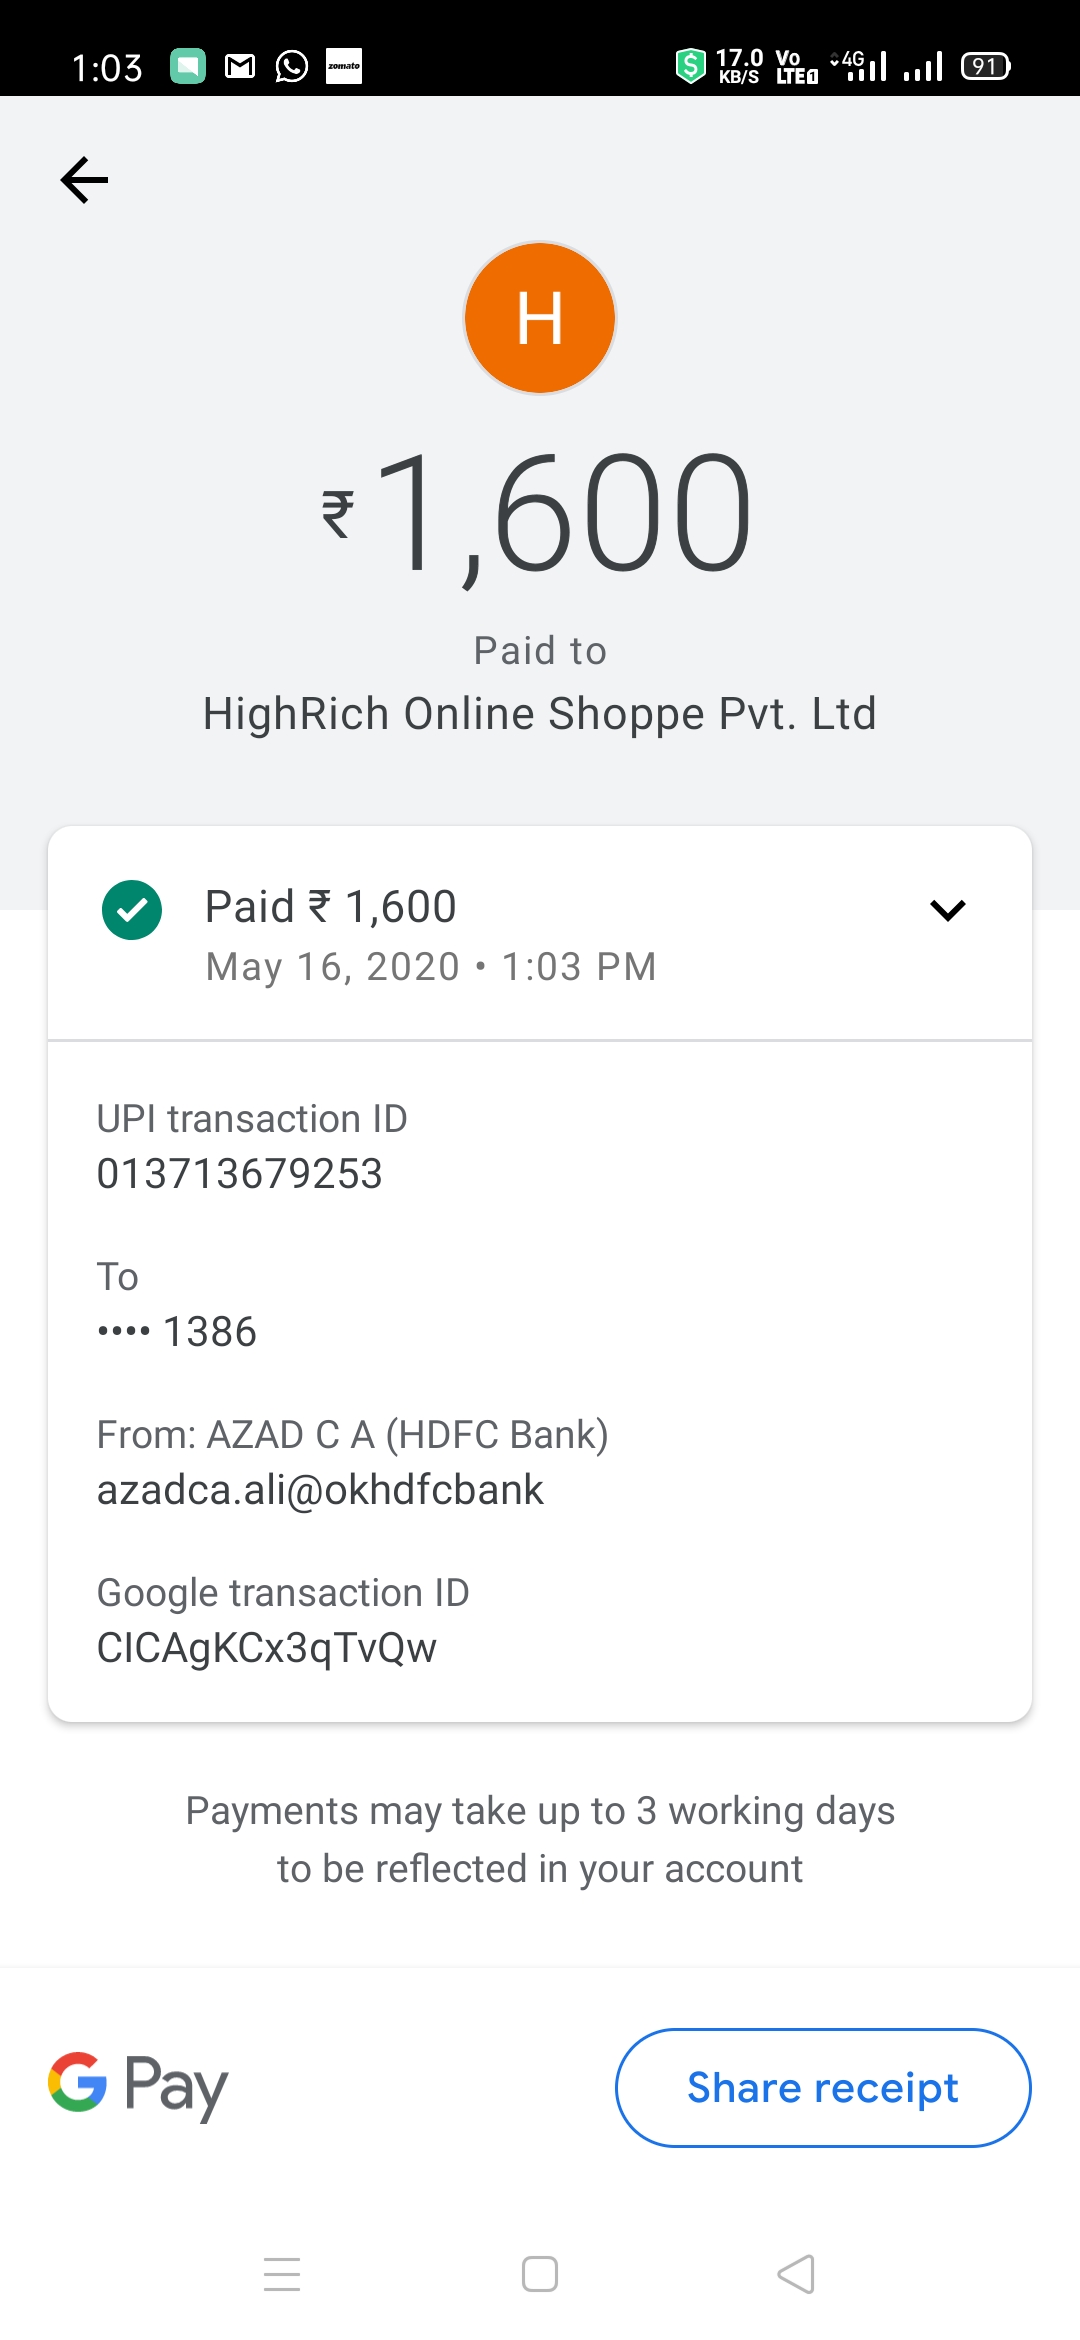 1:03 zomato 17.0 KB/S Vo LTE1 4G 91
H
₹1,600
Paid to
HighRich Online Shoppe Pvt. Ltd
Paid ₹ 1,600
May 16, 2020 • 1:03 PM
UPI transaction ID
013713679253
To
•••• 1386
From: AZAD C A (HDFC Bank)
azadca.ali@okhdfcbank
Google transaction ID
CICAgKCx3qTvQw
Payments may take up to 3 working days
to be reflected in your account
G Pay
Share receipt